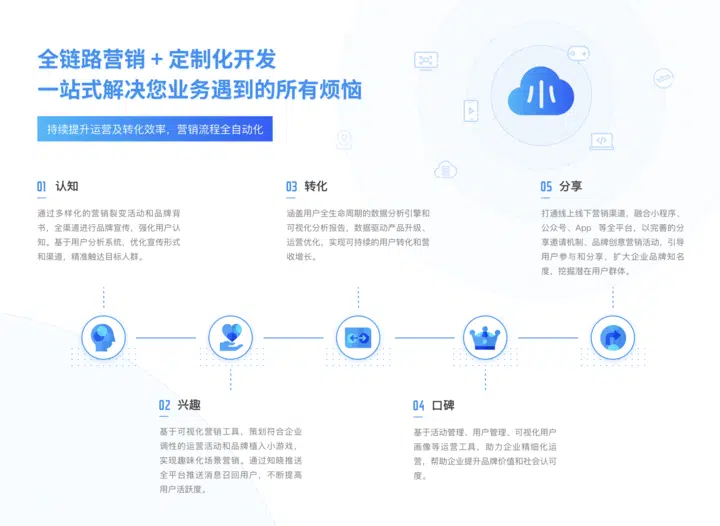 全链路营销 + 定制化开发
一站式解决您业务遇到的所有烦恼
持续提升运营及转化效率，营销流程全自动化
01 认知
通过多样化的营销裂变活动和品牌背
书，全渠道进行品牌宣传，强化用户认
知。基于用户分析系统，优化宣传形式
和渠道，精准触达目标人群。
03 转化
涵盖用户全生命周期的数据分析引擎和
可视化分析报告，数据驱动产品升级、
运营优化，实现可持续的用户转化和营
收增长。
05 分享
打通线上线下营销渠道，融合小程序、
公众号、App 等全平台，以完善的分
享邀请机制、品牌创意营销活动，引导
用户参与和分享，扩大企业品牌知名
度，挖掘潜在用户群体。
02 兴趣
基于可视化营销工具，策划符合企业
调性的运营活动和品牌植入小游戏，
实现趣味化场景营销。通过知晓推送
全平台推送消息召回用户，不断提高
用户活跃度。
04 口碑
基于活动管理、用户管理、可视化用户
画像等运营工具，助力企业精细化运
营，帮助企业提升品牌价值和社会认可
度。